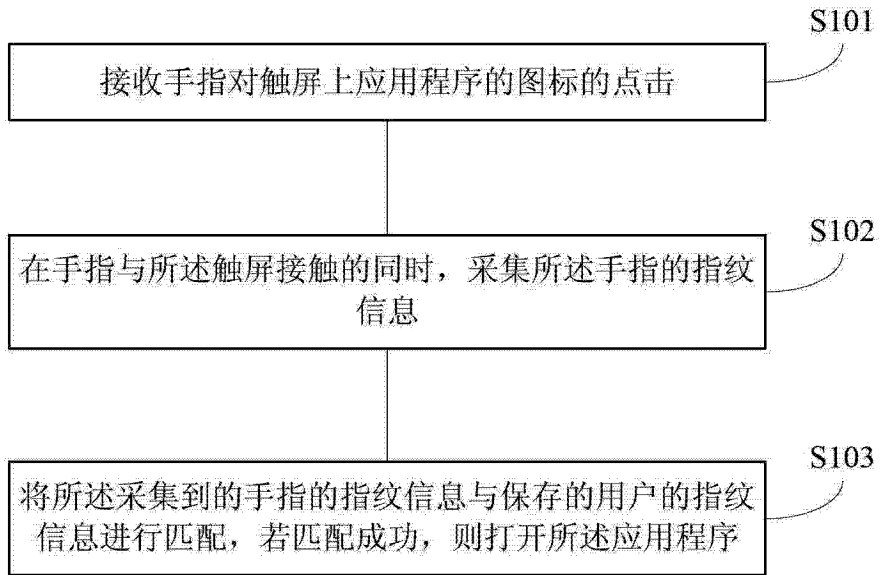 S101
接收手指对触屏上应用程序的图标的点击
S102
在手指与所述触屏接触的同时，采集所述手指的指纹
信息
S103
将所述采集到的手指的指纹信息与保存的用户的指纹
信息进行匹配，若匹配成功，则打开所述应用程序